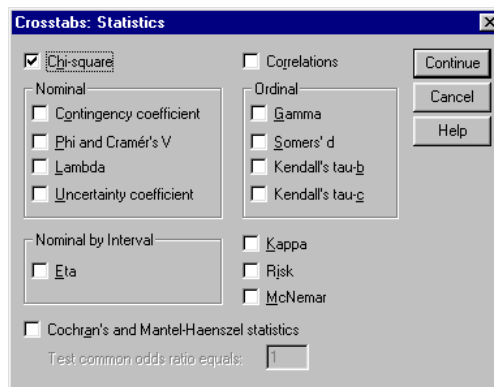 Crosstabs: Statistics
Chi-square
Correlations
Continue
Cancel
Help
Nominal
Contingency coefficient
Phi and Cramér's V
Lambda
Uncertainty coefficient
Ordinal
Gamma
Somers' d
Kendall's tau-b
Kendall's tau-c
Nominal by Interval
Eta
Kappa
Risk
McNemar
Cochran's and Mantel-Haenszel statistics
Test common odds ratio equals: 1